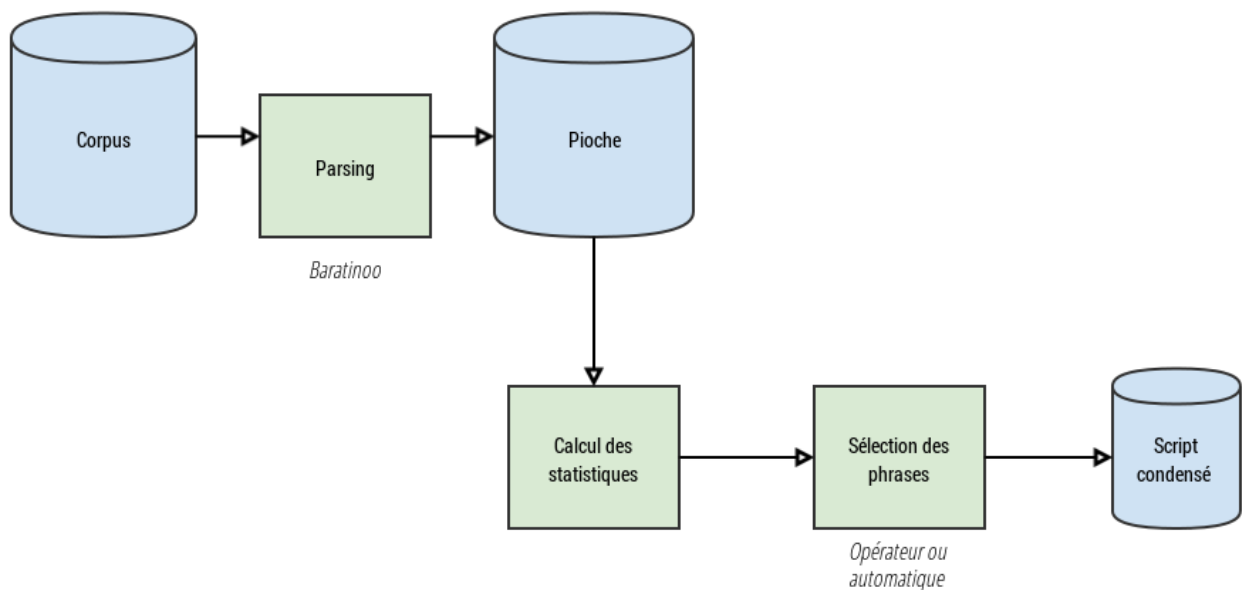 Corpus
Parsing
Baratinoo
Pioche
Calcul des
statistiques
Sélection des
phrases
Opérateur ou
automatique
Script
condensé